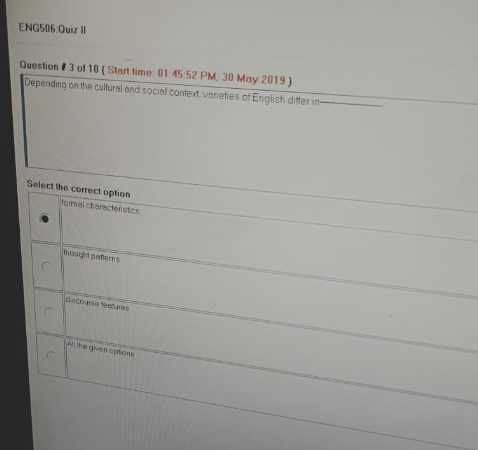 ENG506:Quiz II
Question # 3 of 10 ( Start time: 01:45:52 PM, 30 May 2019 )
Depending on the cultural and social context, varieties of English differ in----------------------
Select the correct option
formal characteristics
thought patterns
discourse features
All the given options